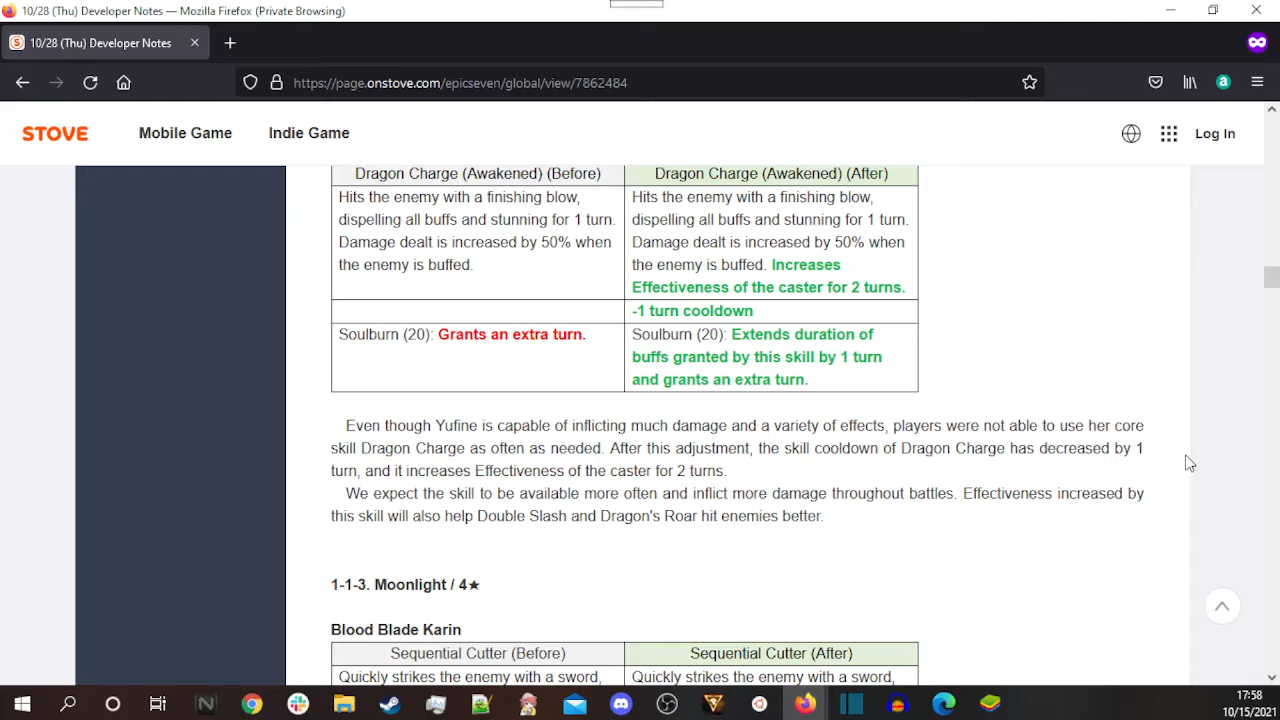 10/28 (Thu) Developer Notes — Mozilla Firefox (Private Browsing)
10/28 (Thu) Developer Notes
https://page.onstove.com/epicseven/global/view/7862484
STOVE
Mobile Game
Indie Game
Log In
Dragon Charge (Awakened) (Before)
Dragon Charge (Awakened) (After)
Hits the enemy with a finishing blow,
dispelling all buffs and stunning for 1 turn.
Damage dealt is increased by 50% when
the enemy is buffed.
Hits the enemy with a finishing blow,
dispelling all buffs and stunning for 1 turn.
Damage dealt is increased by 50% when
the enemy is buffed. Increases
Effectiveness of the caster for 2 turns.
-1 turn cooldown
Soulburn (20): Grants an extra turn.
Soulburn (20): Extends duration of
buffs granted by this skill by 1 turn
and grants an extra turn.
Even though Yufine is capable of inflicting much damage and a variety of effects, players were not able to use her core
skill Dragon Charge as often as needed. After this adjustment, the skill cooldown of Dragon Charge has decreased by 1
turn, and it increases Effectiveness of the caster for 2 turns.
We expect the skill to be available more often and inflict more damage throughout battles. Effectiveness increased by
this skill will also help Double Slash and Dragon's Roar hit enemies better.
1-1-3. Moonlight / 4★
Blood Blade Karin
Sequential Cutter (Before)
Sequential Cutter (After)
Quickly strikes the enemy with a sword,
Quickly strikes the enemy with a sword,
17:58
10/15/2021